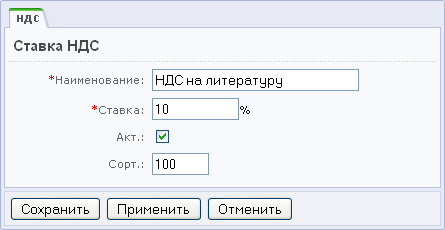 НДС
Ставка НДС
*Наименование: НДС на литературу
*Ставка: 10 %
Акт.:
Сорт.: 100
Сохранить Применить Отменить